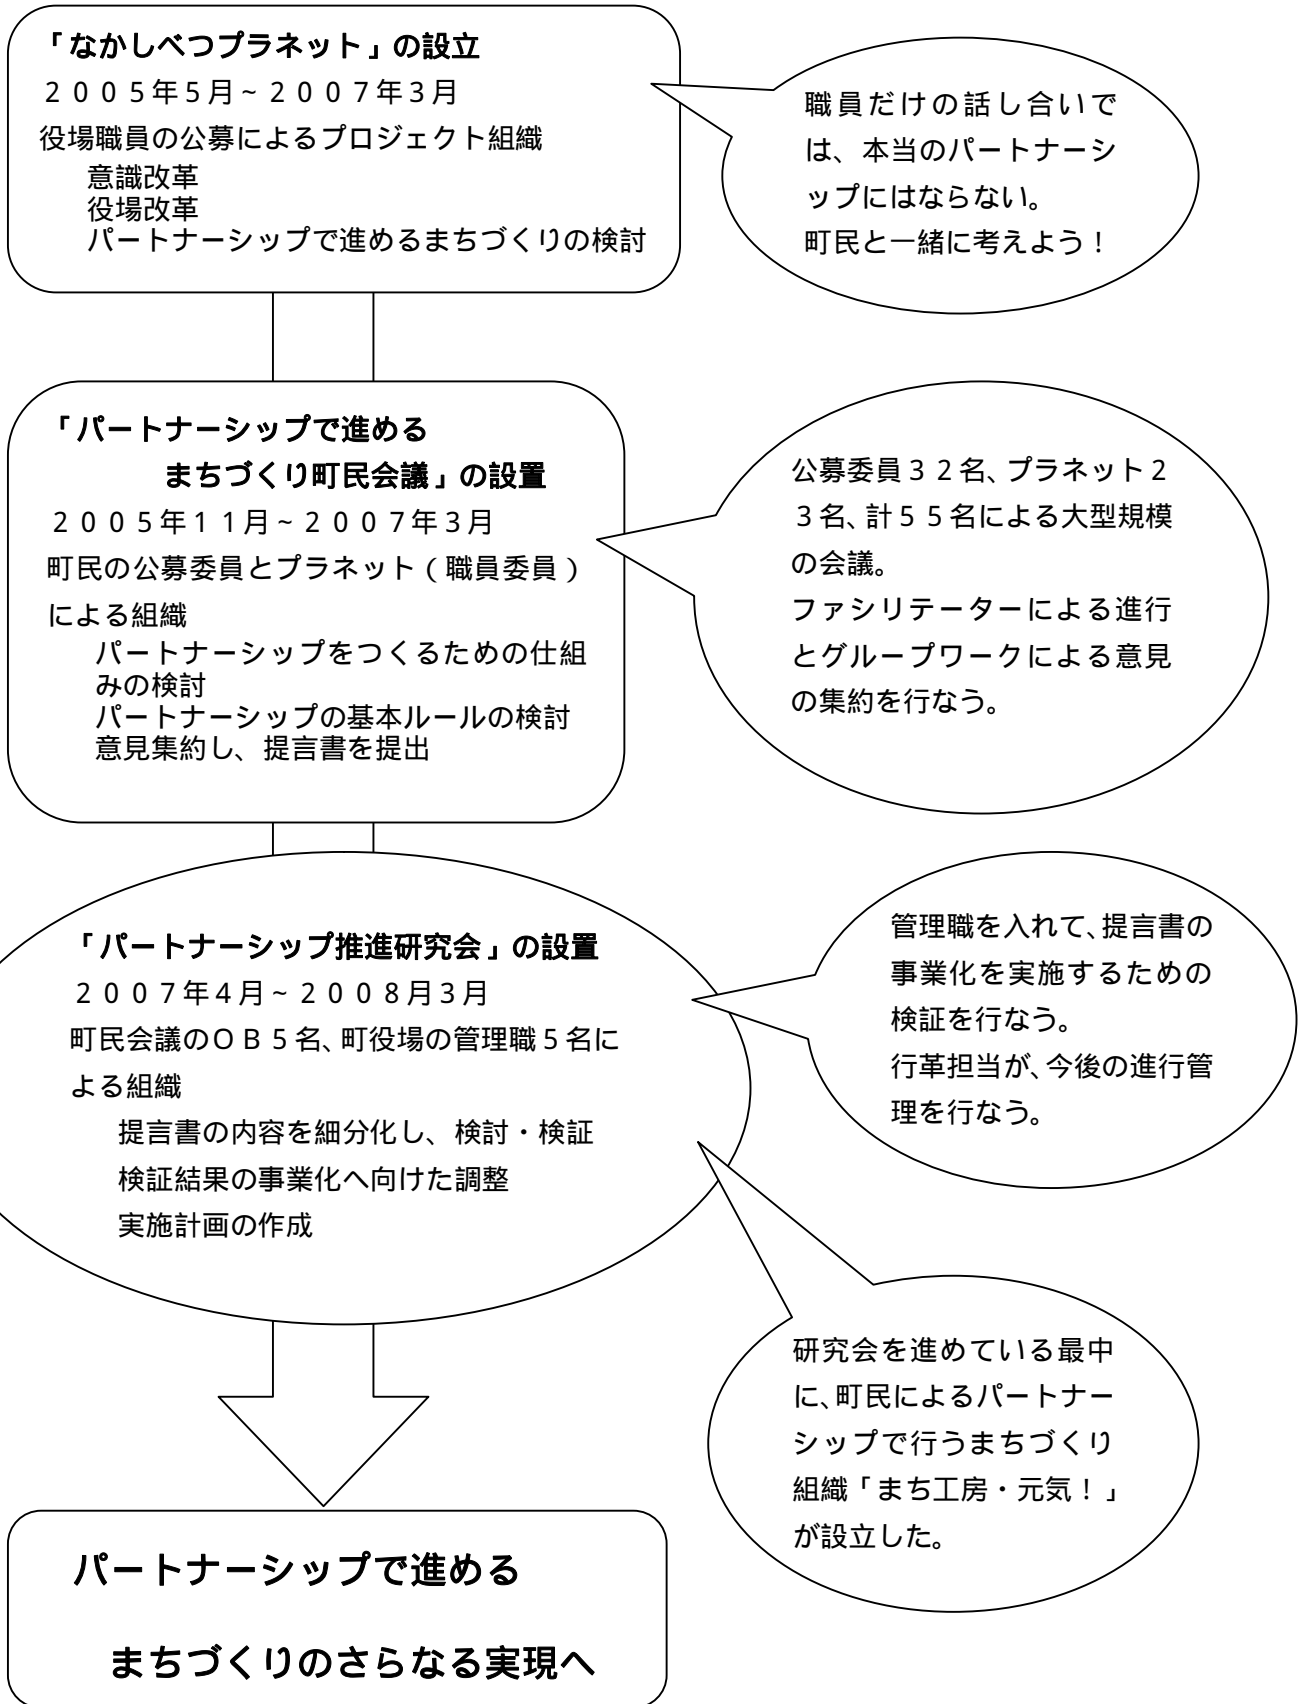 「なかしべつプラネット」の設立
２００５年５月~２００７年３月
役場職員の公募によるプロジェクト組織
意識改革
役場改革
パートナーシップで進めるまちづくりの検討
職員だけの話し合いで
は、本当のパートナーシ
ップにはならない。
町民と一緒に考えよう！
「パートナーシップで進める
まちづくり町民会議」の設置
２００５年１１月~２００７年３月
町民の公募委員とプラネット（職員委員）
による組織
パートナーシップをつくるための仕組
みの検討
パートナーシップの基本ルールの検討
意見集約し、提言書を提出
公募委員３２名、プラネット２
３名、計５５名による大型規模
の会議。
ファシリテーターによる進行
とグループワークによる意見
の集約を行なう。
「パートナーシップ推進研究会」の設置
２００７年４月~２００８月３月
町民会議のＯＢ５名、町役場の管理職５名に
よる組織
提言書の内容を細分化し、検討・検証
検証結果の事業化へ向けた調整
実施計画の作成
管理職を入れて、提言書の
事業化を実施するための
検証を行なう。
行革担当が、今後の進行管
理を行なう。
研究会を進めている最中
に、町民によるパートナー
シップで行うまちづくり
組織「まち工房・元気！」
が設立した。
パートナーシップで進める
まちづくりのさらなる実現へ